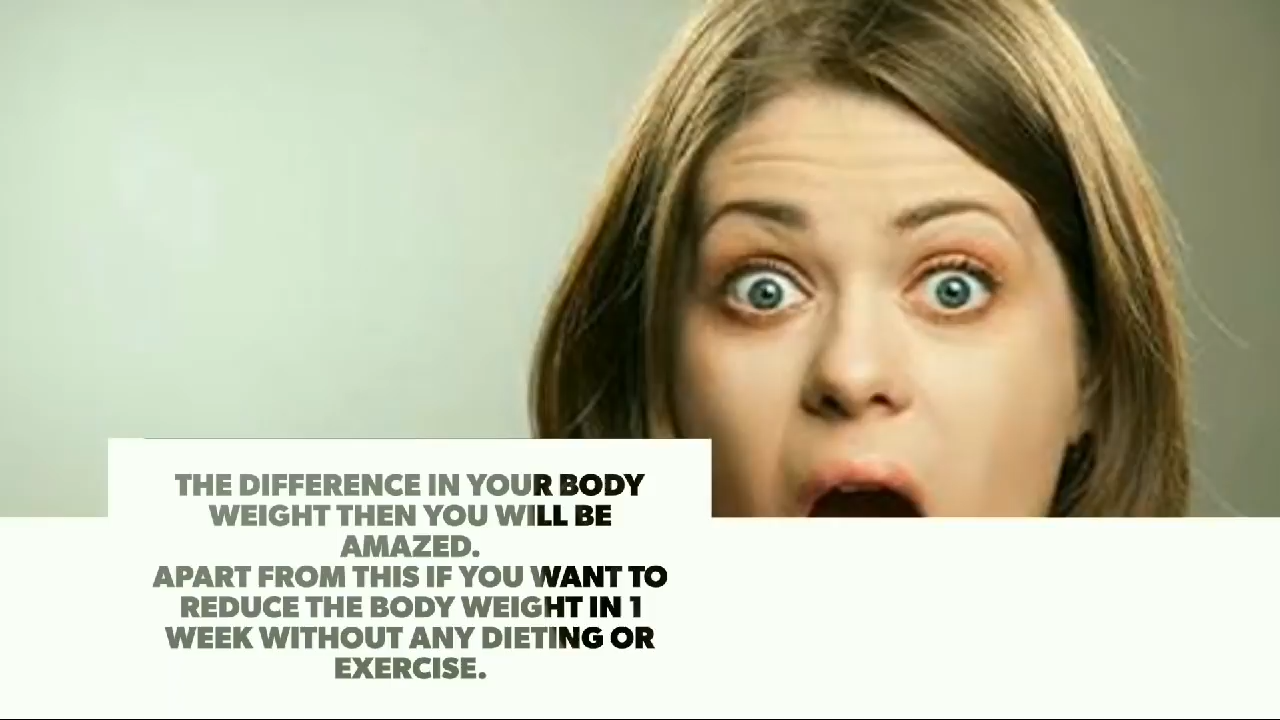 THE DIFFERENCE IN YOUR BODY
WEIGHT THEN YOU WILL BE
AMAZED.
APART FROM THIS IF YOU WANT TO
REDUCE THE BODY WEIGHT IN 1
WEEK WITHOUT ANY DIETING OR
EXERCISE.